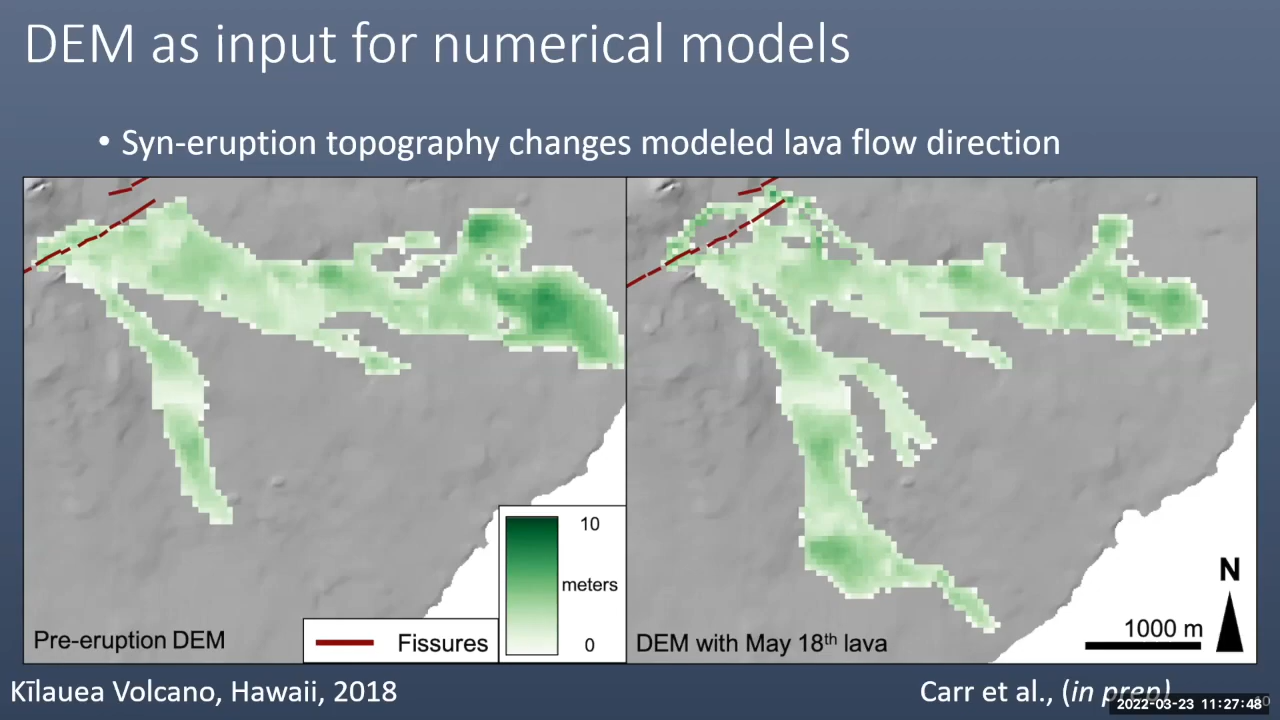 DEM as input for numerical models
• Syn-eruption topography changes modeled lava flow direction
10
meters
0
Pre-eruption DEM
Fissures
DEM with May 18th lava
N
1000 m
Kīlauea Volcano, Hawaii, 2018
Carr et al., (in prep)
10
2022-03-23 11:27:48